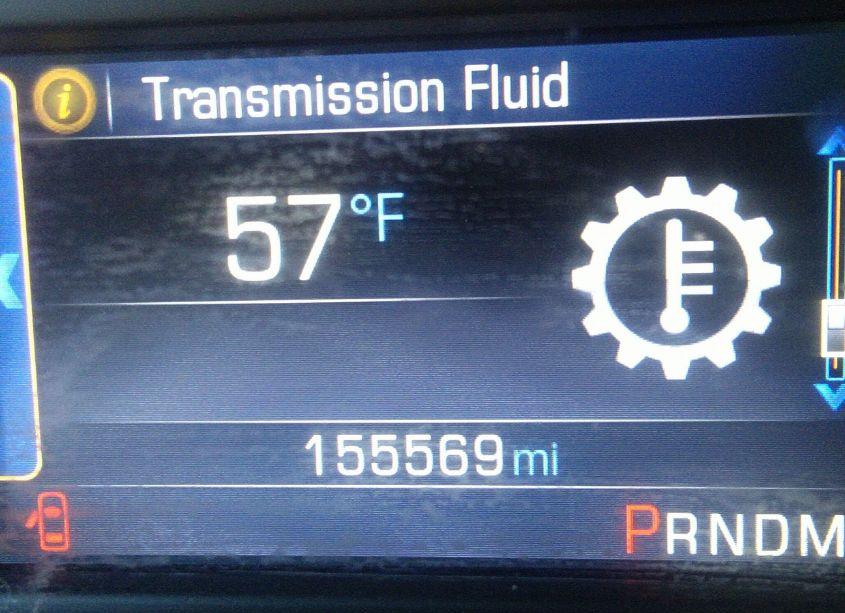 i Transmission Fluid
57°F
155569mi
PRNDM